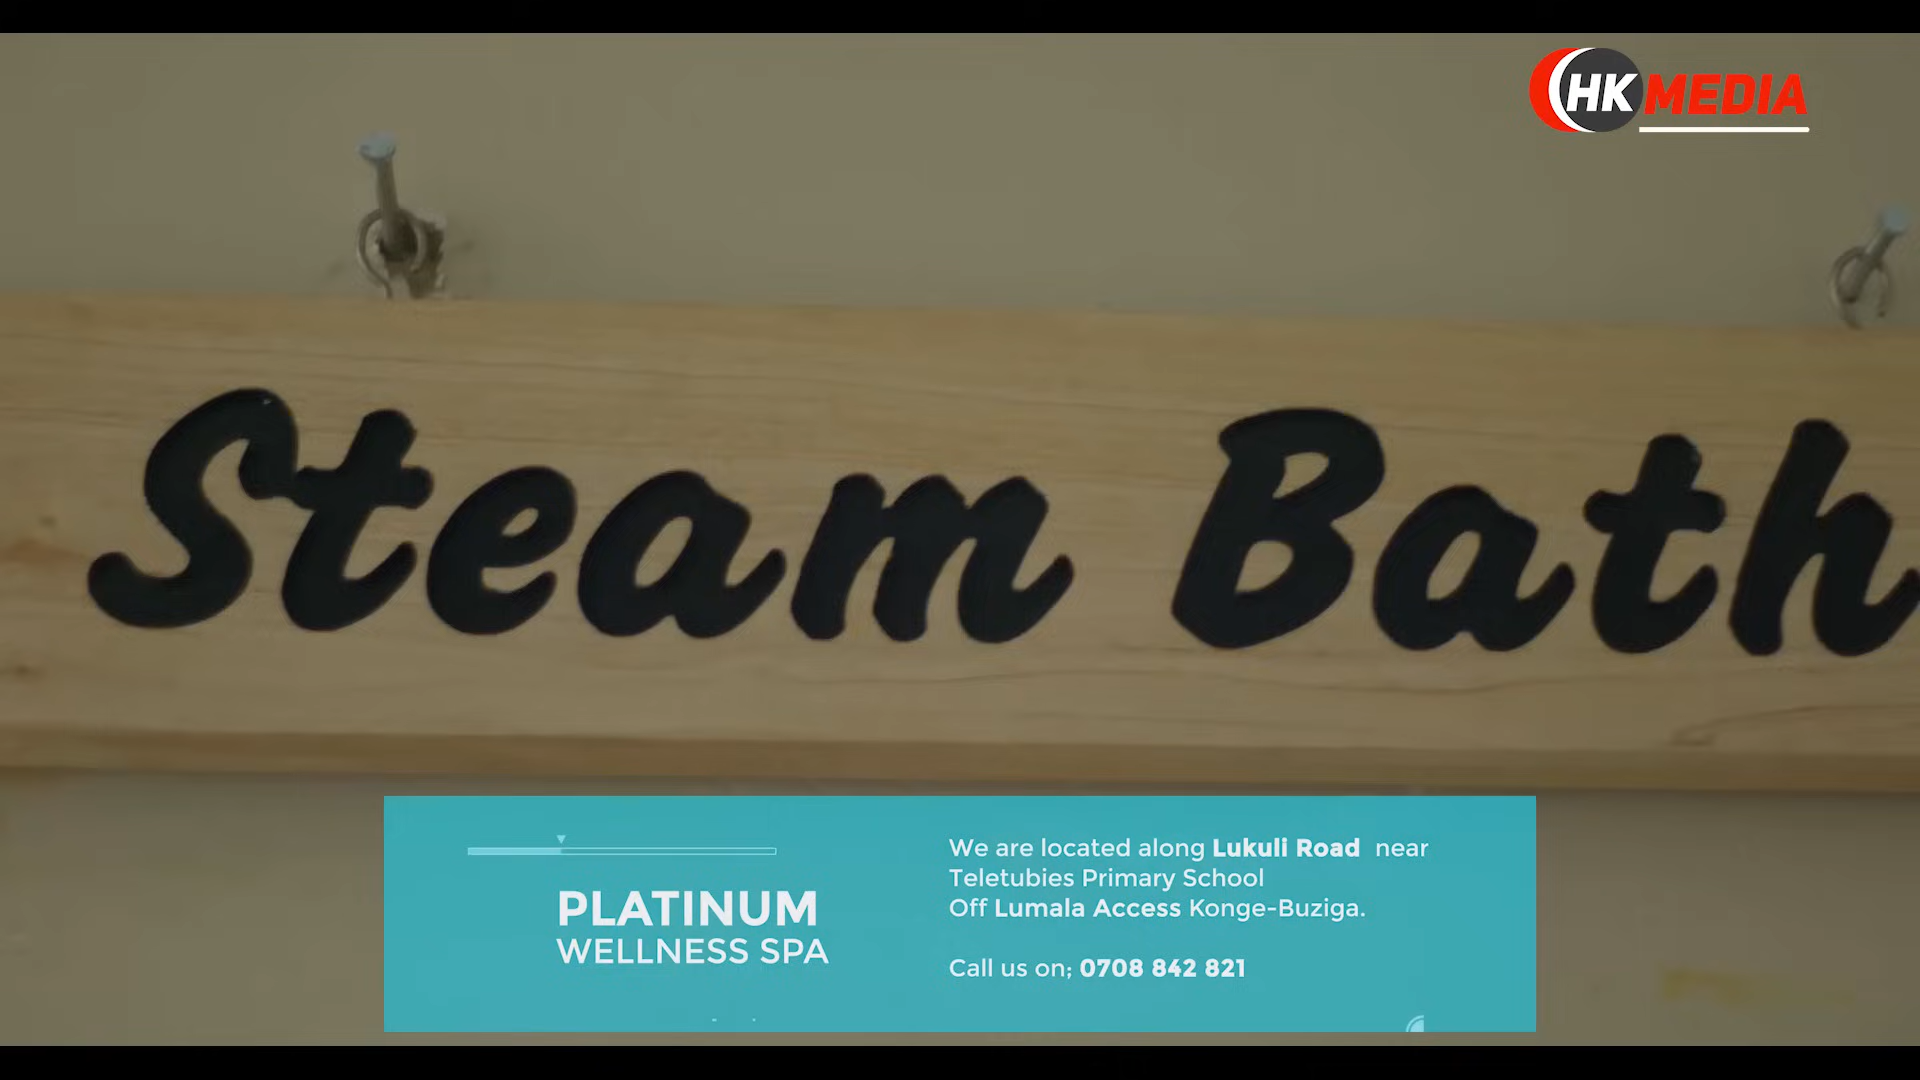 HK MEDIA
Steam Bath
PLATINUM
WELLNESS SPA
We are located along Lukuli Road near
Teletubies Primary School
Off Lumala Access Konge-Buziga.
Call us on; 0708 842 821